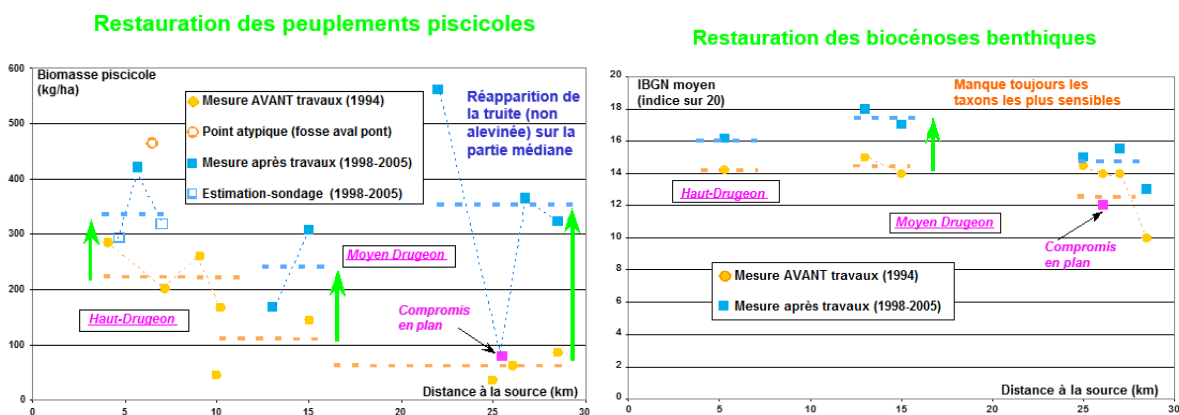 Restauration des peuplements piscicoles
Biomasse piscicole
(kg/ha)
600
500
400
300
200
100
0
0
5
10
15
20
25
30
Mesure AVANT travaux (1994)
Point atypique (fosse aval pont)
Mesure après travaux (1998-2005)
Estimation-sondage (1998-2005)
Réapparition de
la truite (non
alevinée) sur la
partie médiane
Haut-Drugeon
Moyen Drugeon
Compromis
en plan
Distance à la source (km)
Restauration des biocénoses benthiques
IBGN moyen
(indice sur 20)
20
18
16
14
12
10
8
6
4
2
0
0
5
10
15
20
25
30
Manque toujours les
taxons les plus sensibles
Haut-Drugeon
Moyen Drugeon
Compromis
en plan
Mesure AVANT travaux (1994)
Mesure après travaux (1998-2005)
Distance à la source (km)